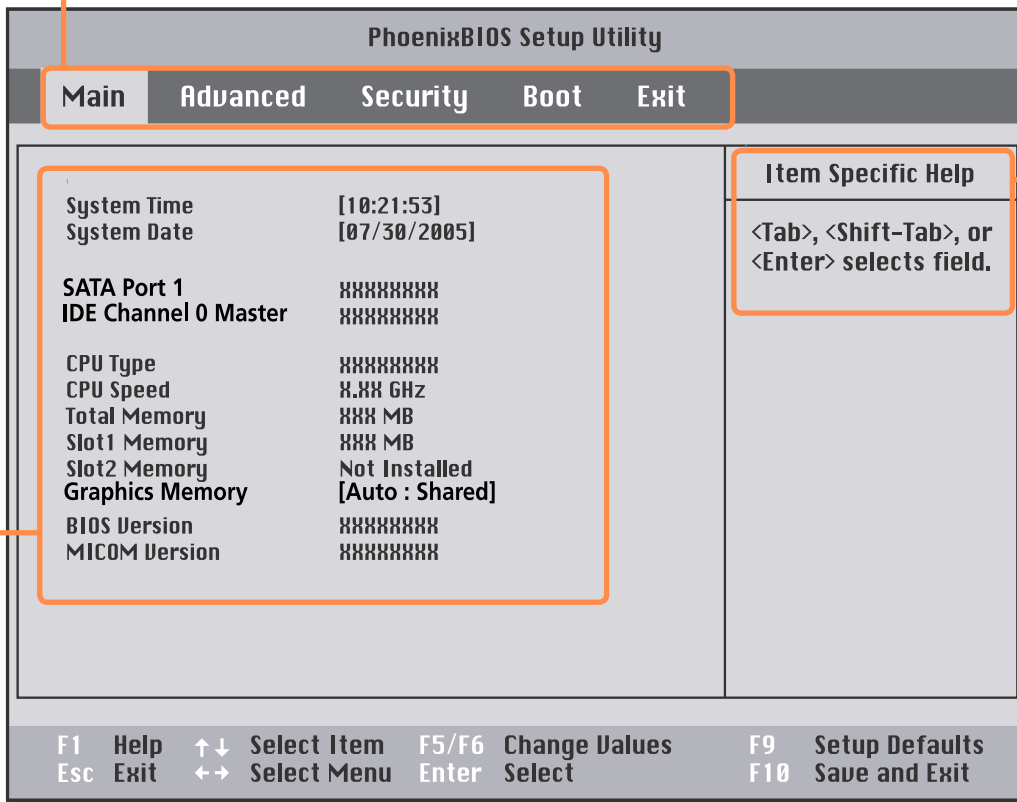 PhoenixBIOS Setup Utility
Main Advanced Security Boot Exit
Item Specific Help
System Time [10:21:53]
System Date [07/30/2005]
<Tab>, <Shift-Tab>, or
<Enter> selects field.
SATA Port 1 XXXXXXXX
IDE Channel 0 Master XXXXXXXX
CPU Type XXXXXXXX
CPU Speed X.XX GHz
Total Memory XXX MB
Slot1 Memory XXX MB
Slot2 Memory Not Installed
Graphics Memory [Auto : Shared]
BIOS Version XXXXXXXX
MICOM Version XXXXXXXX
F1 Help ↑↓ Select Item F5/F6 Change Values F9 Setup Defaults
Esc Exit ←→ Select Menu Enter Select F10 Save and Exit